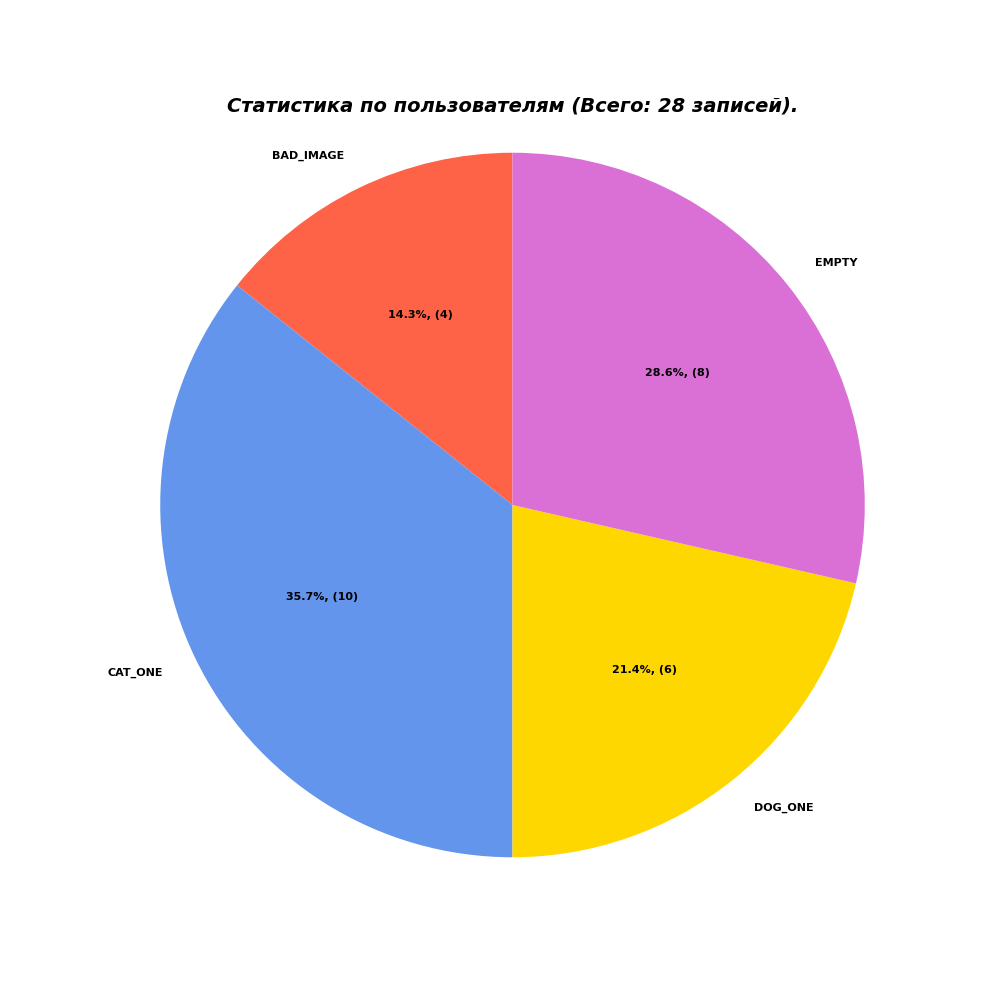 Статистика по пользователям (Всего: 28 записей).
BAD_IMAGE
EMPTY
14.3%, (4)
28.6%, (8)
35.7%, (10)
CAT_ONE
21.4%, (6)
DOG_ONE